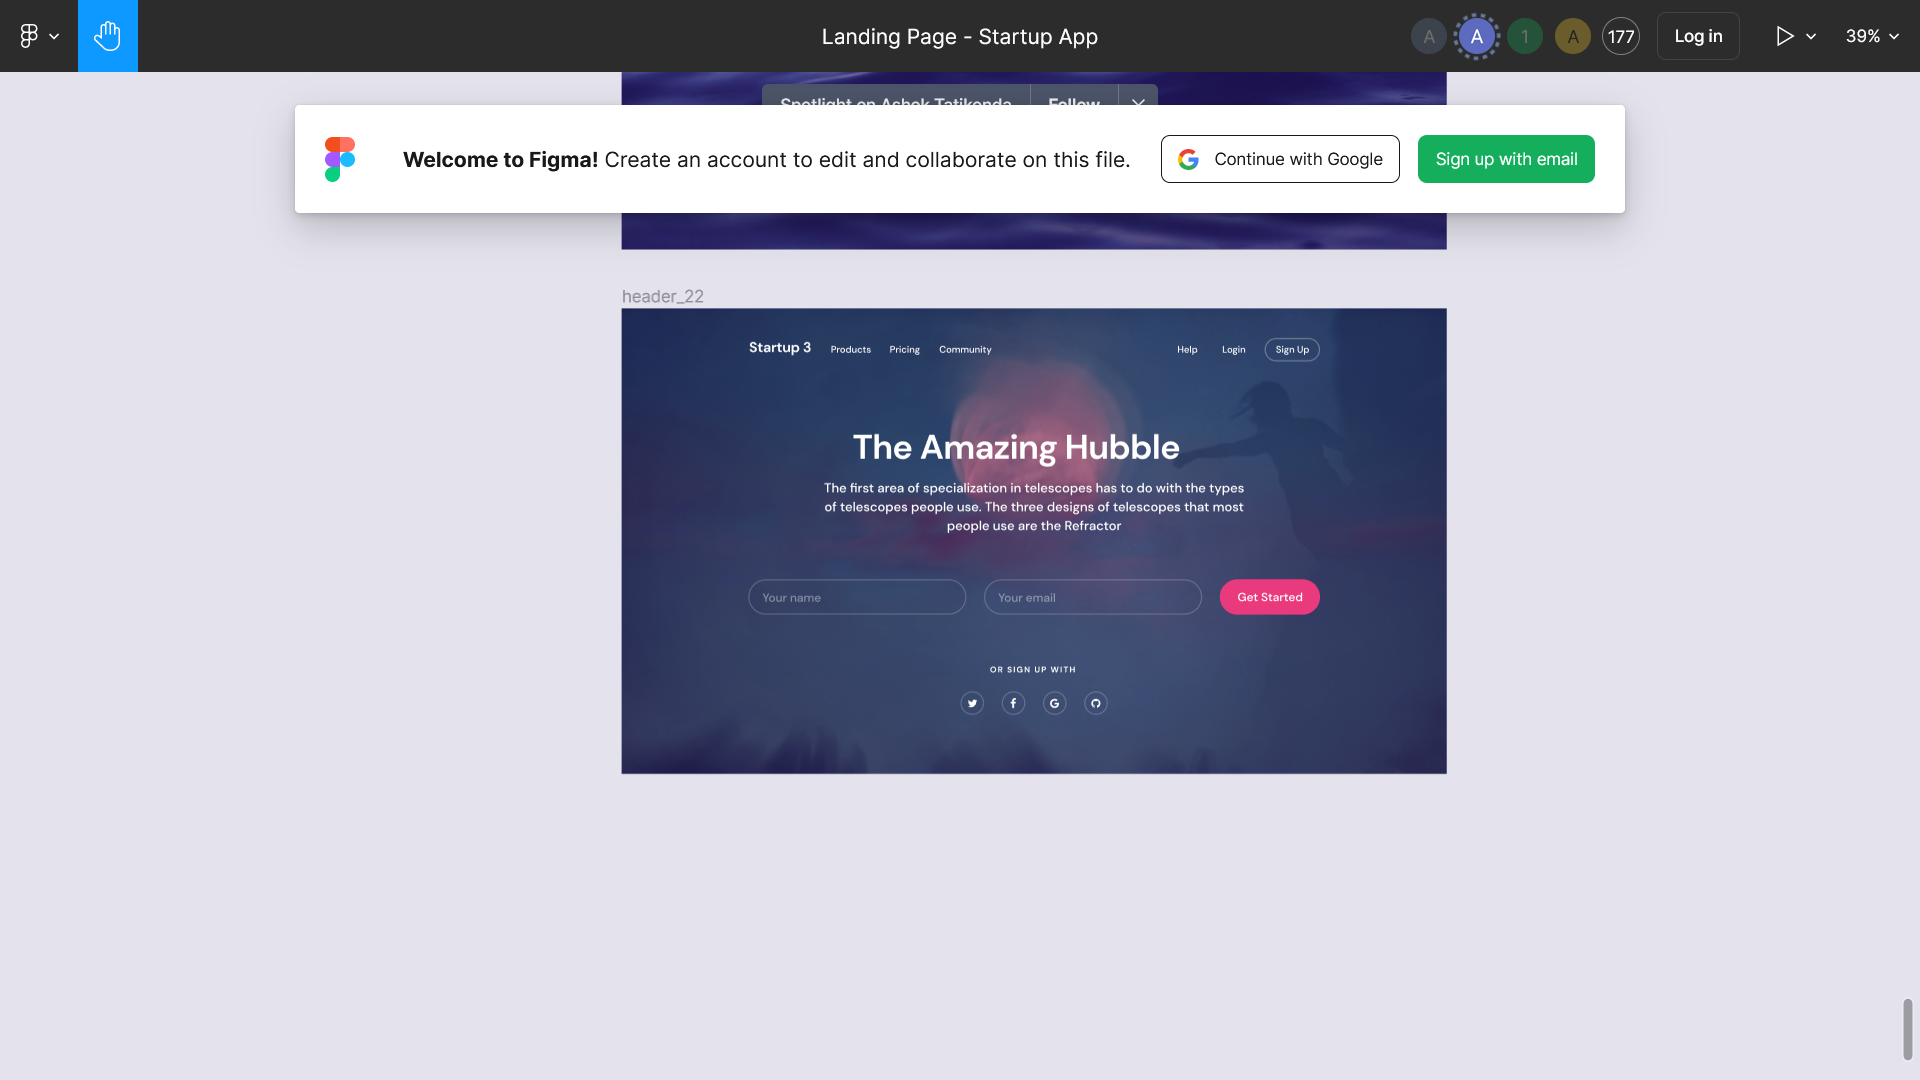 Landing Page - Startup App
A A 1 A 177 Log in 39%
Spotlight on Ashok Tatikonda Follow
Welcome to Figma! Create an account to edit and collaborate on this file. Continue with Google Sign up with email
header_22
Startup 3 Products Pricing Community Help Login Sign Up
The Amazing Hubble
The first area of specialization in telescopes has to do with the types
of telescopes people use. The three designs of telescopes that most
people use are the Refractor
Your name Your email Get Started
OR SIGN UP WITH